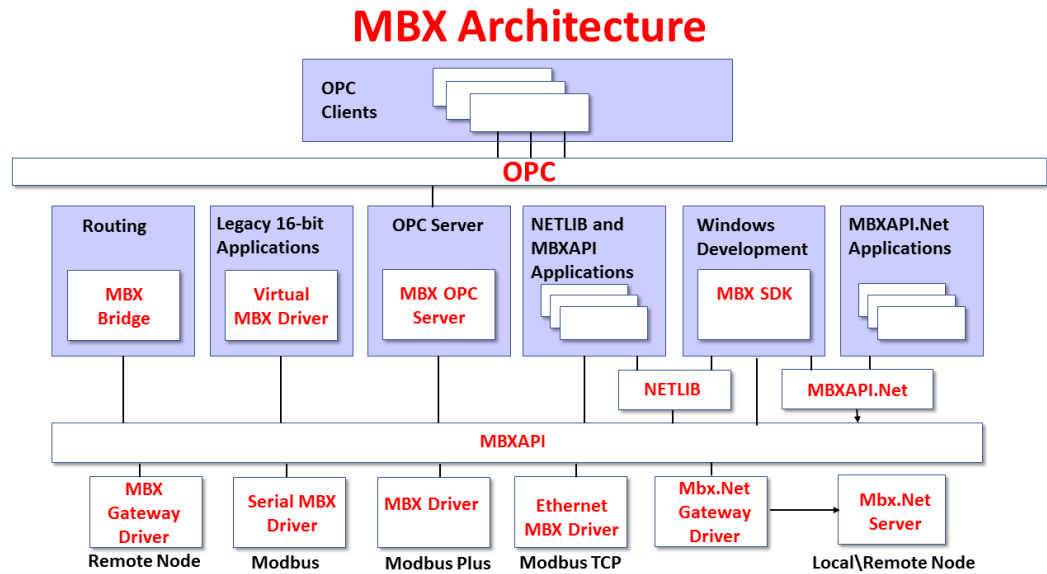 MBX Architecture
OPC
Clients
OPC
Routing
MBX
Bridge
Legacy 16-bit
Applications
Virtual
MBX Driver
OPC Server
MBX OPC
Server
NETLIB and
MBXAPI
Applications
Windows
Development
MBX SDK
MBXAPI.Net
Applications
NETLIB
MBXAPI.Net
MBXAPI
MBX
Gateway
Driver
Remote Node
Serial MBX
Driver
Modbus
MBX Driver
Modbus Plus
Ethernet
MBX Driver
Modbus TCP
Mbx.Net
Gateway
Driver
Mbx.Net
Server
Local\Remote Node